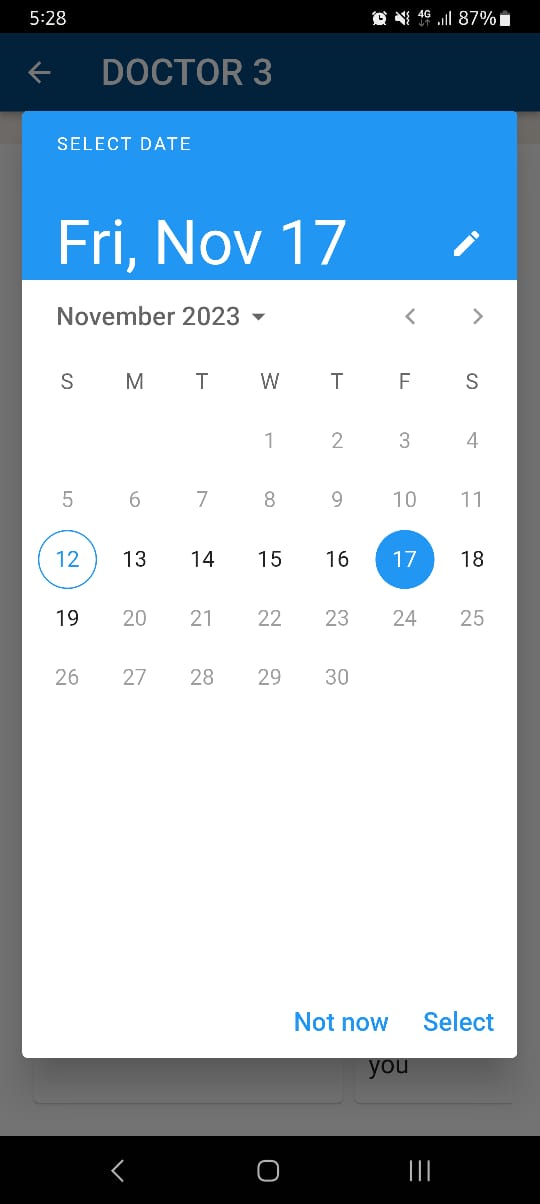 5:28 4G 87%
DOCTOR 3
SELECT DATE
Fri, Nov 17
November 2023
S M T W T F S
1 2 3 4
5 6 7 8 9 10 11
12 13 14 15 16 17 18
19 20 21 22 23 24 25
26 27 28 29 30
Not now Select
you